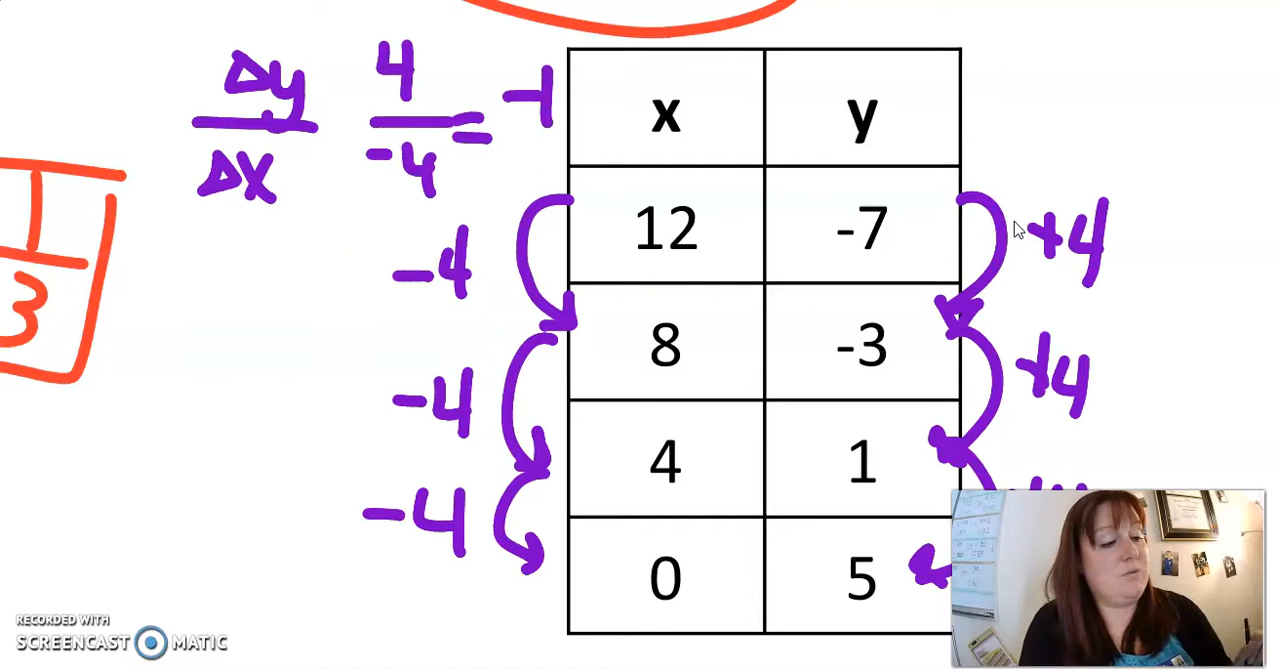 Δy 4
— — = -1
Δx -4
x y
12 -7
-4 +4
8 -3
-4 +4
4 1
-4
0 5
1
3
RECORDED WITH
SCREENCAST MATIC